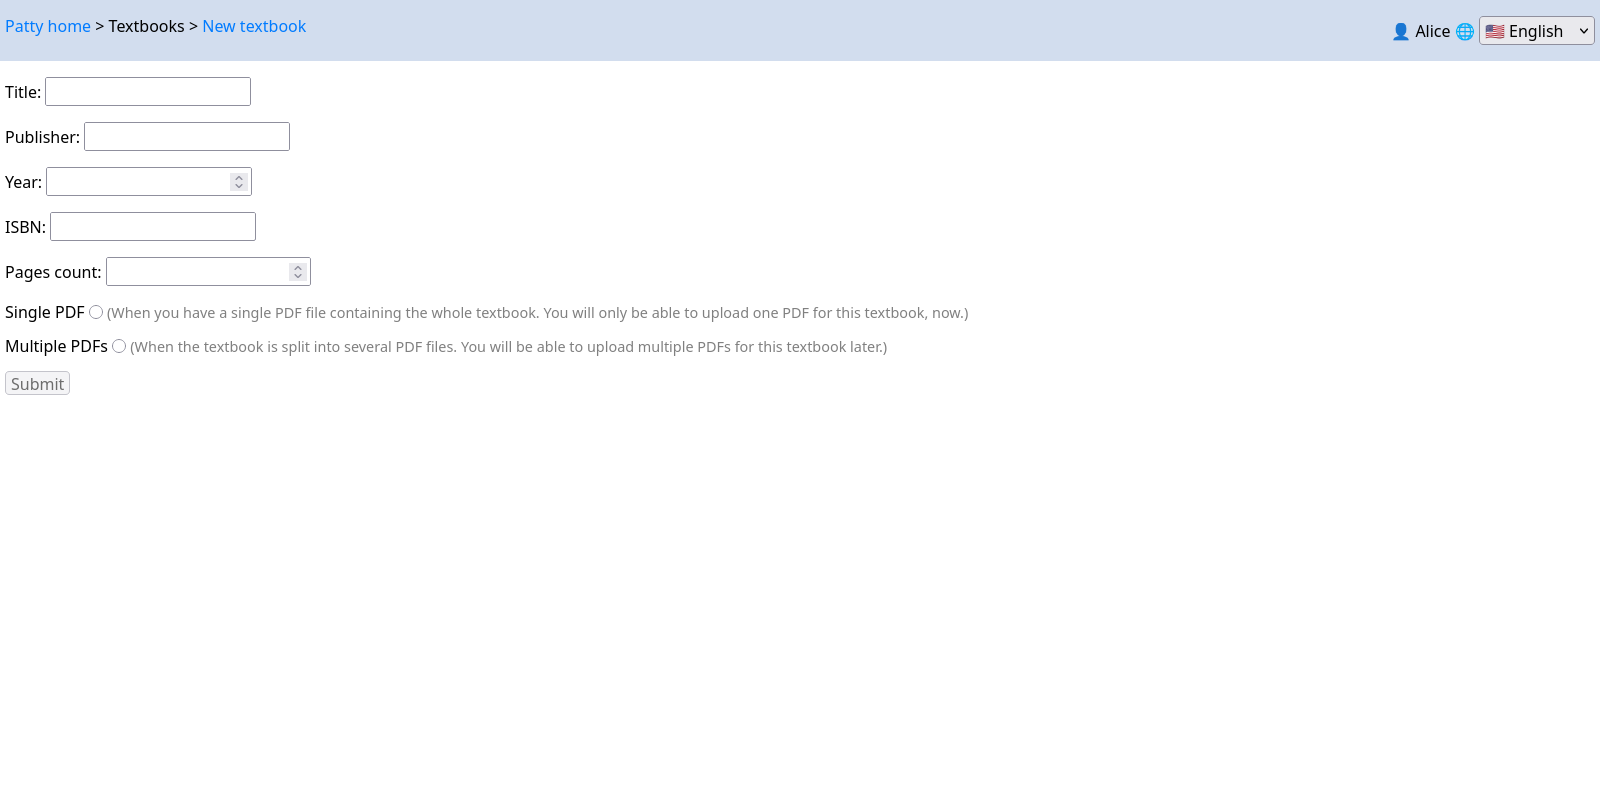 Patty home > Textbooks > New textbook
Alice English
Title:
Publisher:
Year:
ISBN:
Pages count:
Single PDF (When you have a single PDF file containing the whole textbook. You will only be able to upload one PDF for this textbook, now.)
Multiple PDFs (When the textbook is split into several PDF files. You will be able to upload multiple PDFs for this textbook later.)
Submit